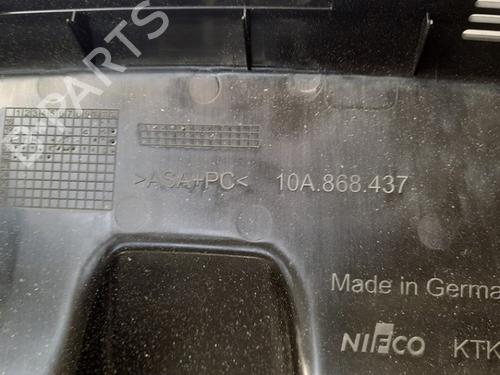 B-PARTS
>ASA+PC< 10A.868.437
Made in Germa
NIFCO KTK